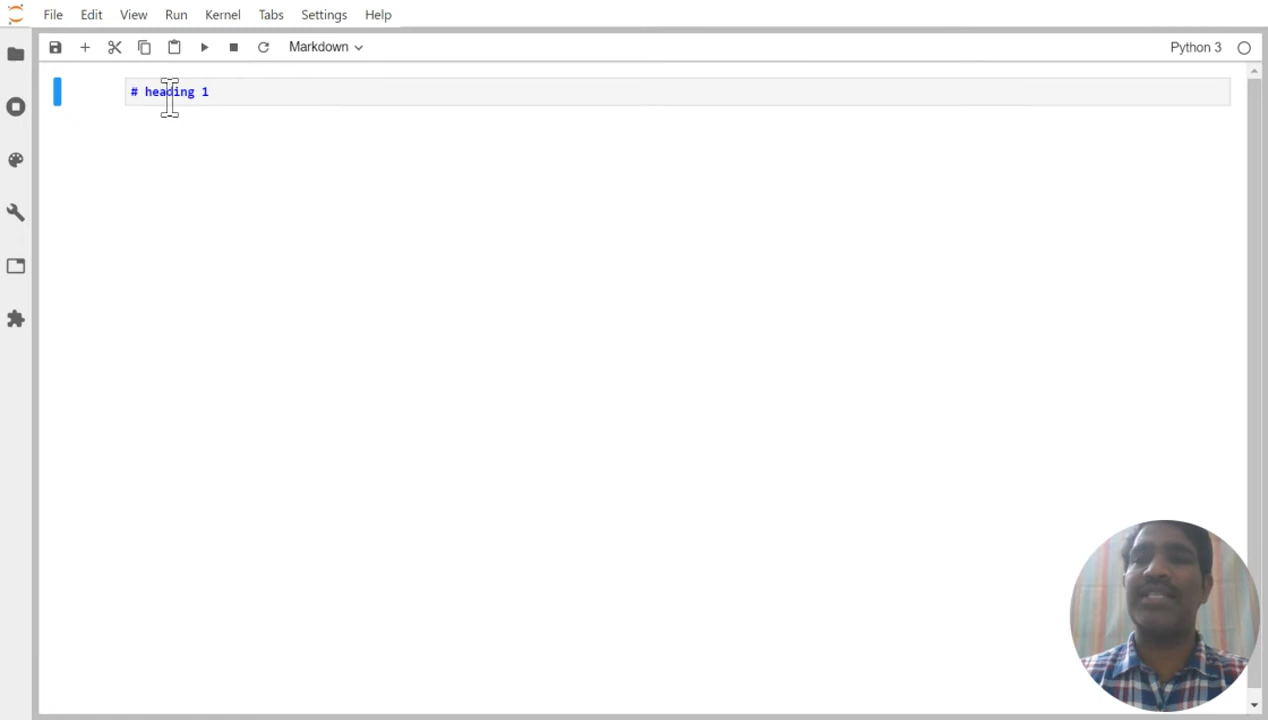 File Edit View Run Kernel Tabs Settings Help
Markdown Python 3
# heading 1